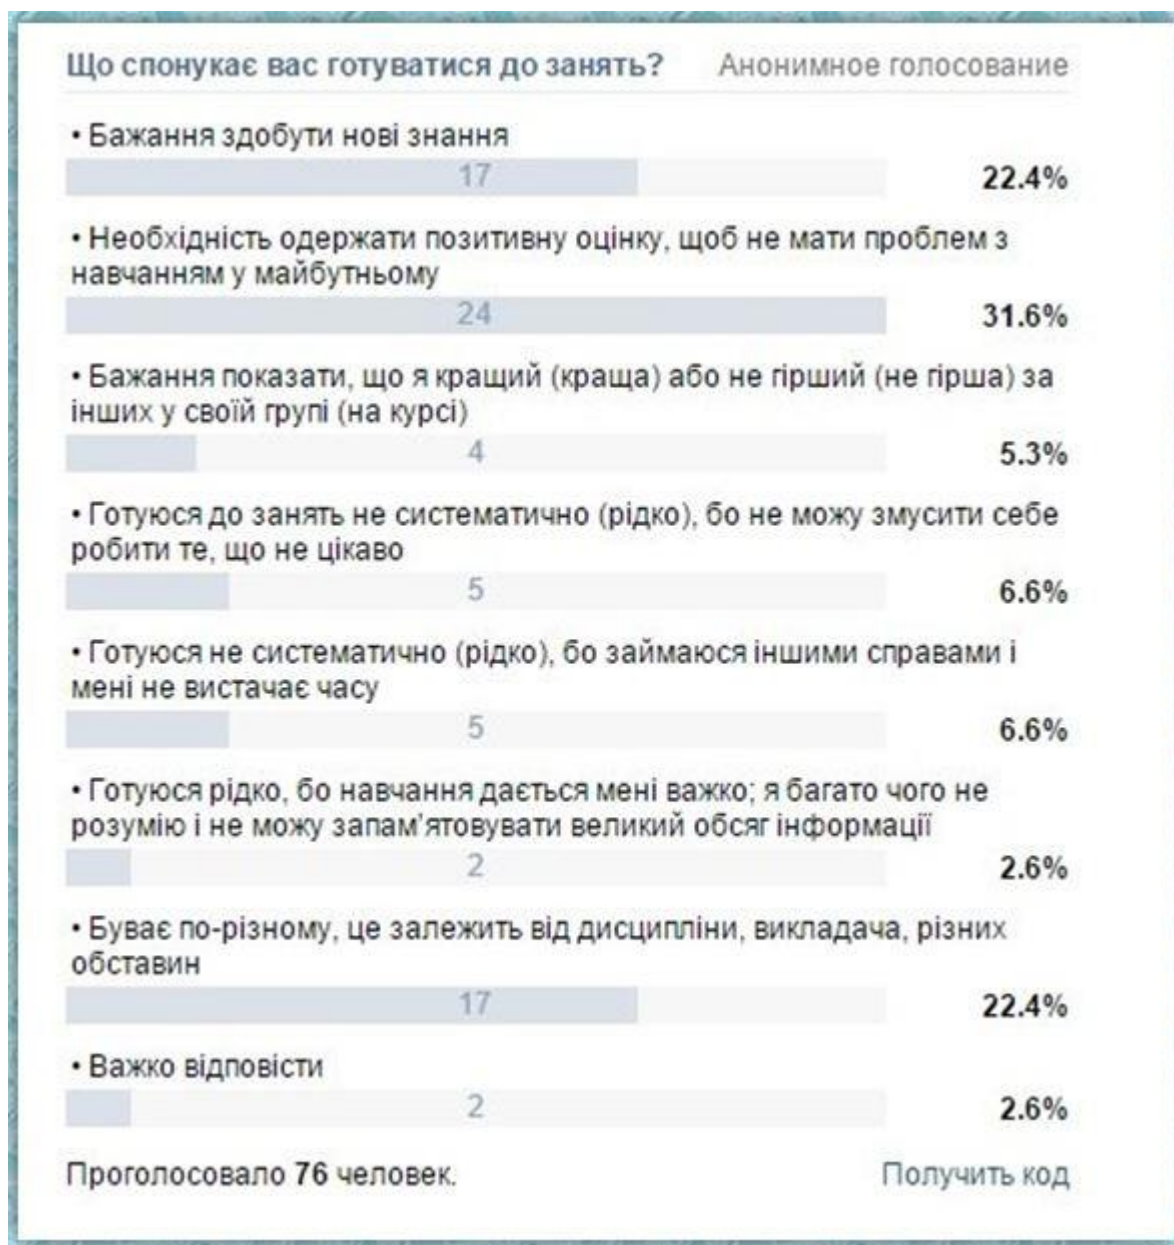 Що спонукає вас готуватися до занять? Анонимное голосование
• Бажання здобути нові знання
17 22.4%
• Необхідність одержати позитивну оцінку, щоб не мати проблем з
навчанням у майбутньому
24 31.6%
• Бажання показати, що я кращий (краща) або не гірший (не гірша) за
інших у своїй групі (на курсі)
4 5.3%
• Готуюся до занять не систематично (рідко), бо не можу змусити себе
робити те, що не цікаво
5 6.6%
• Готуюся не систематично (рідко), бо займаюся іншими справами і
мені не вистачає часу
5 6.6%
• Готуюся рідко, бо навчання дається мені важко; я багато чого не
розумію і не можу запам'ятовувати великий обсяг інформації
2 2.6%
• Буває по-різному, це залежить від дисципліни, викладача, різних
обставин
17 22.4%
• Важко відповісти
2 2.6%
Проголосовало 76 человек. Получить код